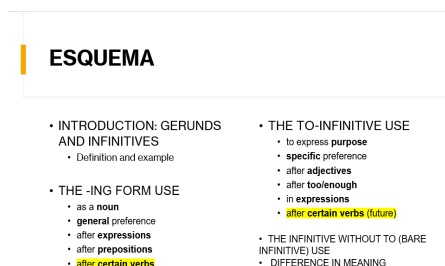 ESQUEMA
• INTRODUCTION: GERUNDS
AND INFINITIVES
• Definition and example
• THE -ING FORM USE
• as a noun
• general preference
• after expressions
• after prepositions
• after certain verbs
• THE TO-INFINITIVE USE
• to express purpose
• specific preference
• after adjectives
• after too/enough
• in expressions
• after certain verbs (future)
• THE INFINITIVE WITHOUT TO (BARE
INFINITIVE) USE
• DIFFERENCE IN MEANING